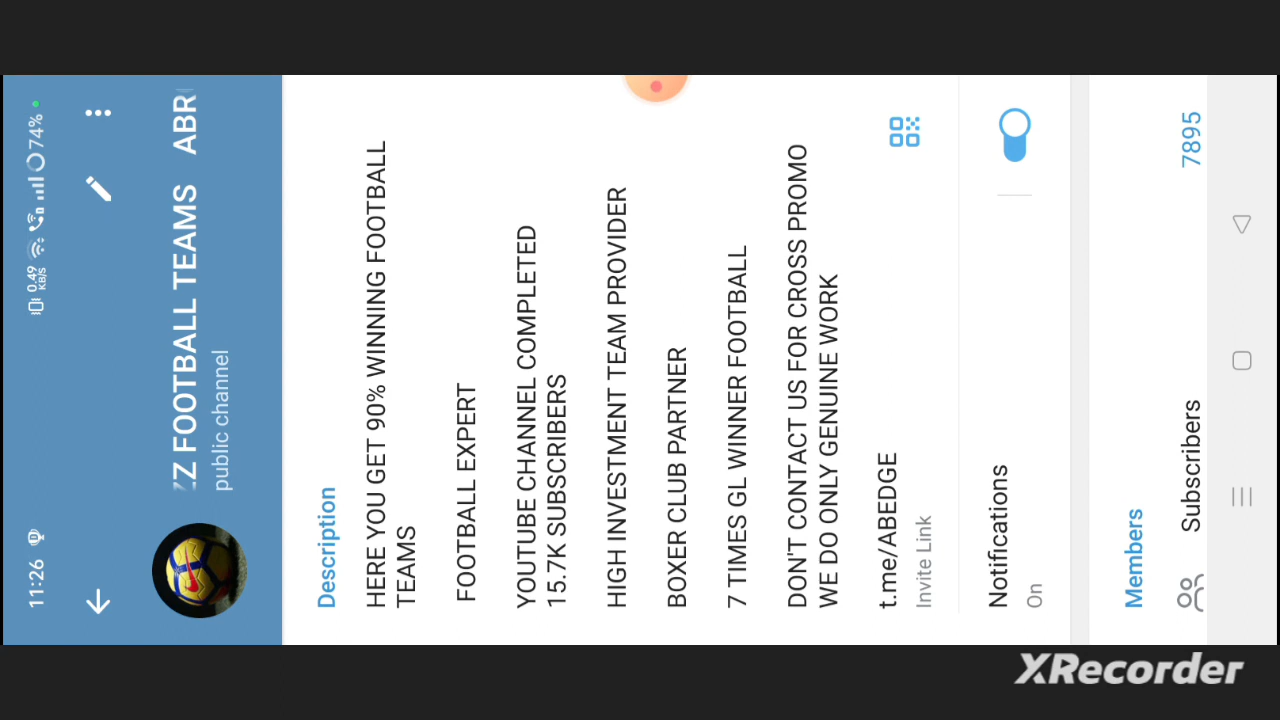 11:26
0.49 KB/S
74%
FOOTBALL TEAMS ABR
public channel
Description
HERE YOU GET 90% WINNING FOOTBALL
TEAMS
FOOTBALL EXPERT
YOUTUBE CHANNEL COMPLETED
15.7K SUBSCRIBERS
HIGH INVESTMENT TEAM PROVIDER
BOXER CLUB PARTNER
7 TIMES GL WINNER FOOTBALL
DON'T CONTACT US FOR CROSS PROMO
WE DO ONLY GENUINE WORK
t.me/ABEDGE
Invite Link
Notifications
On
Members
Subscribers 7895
XRecorder